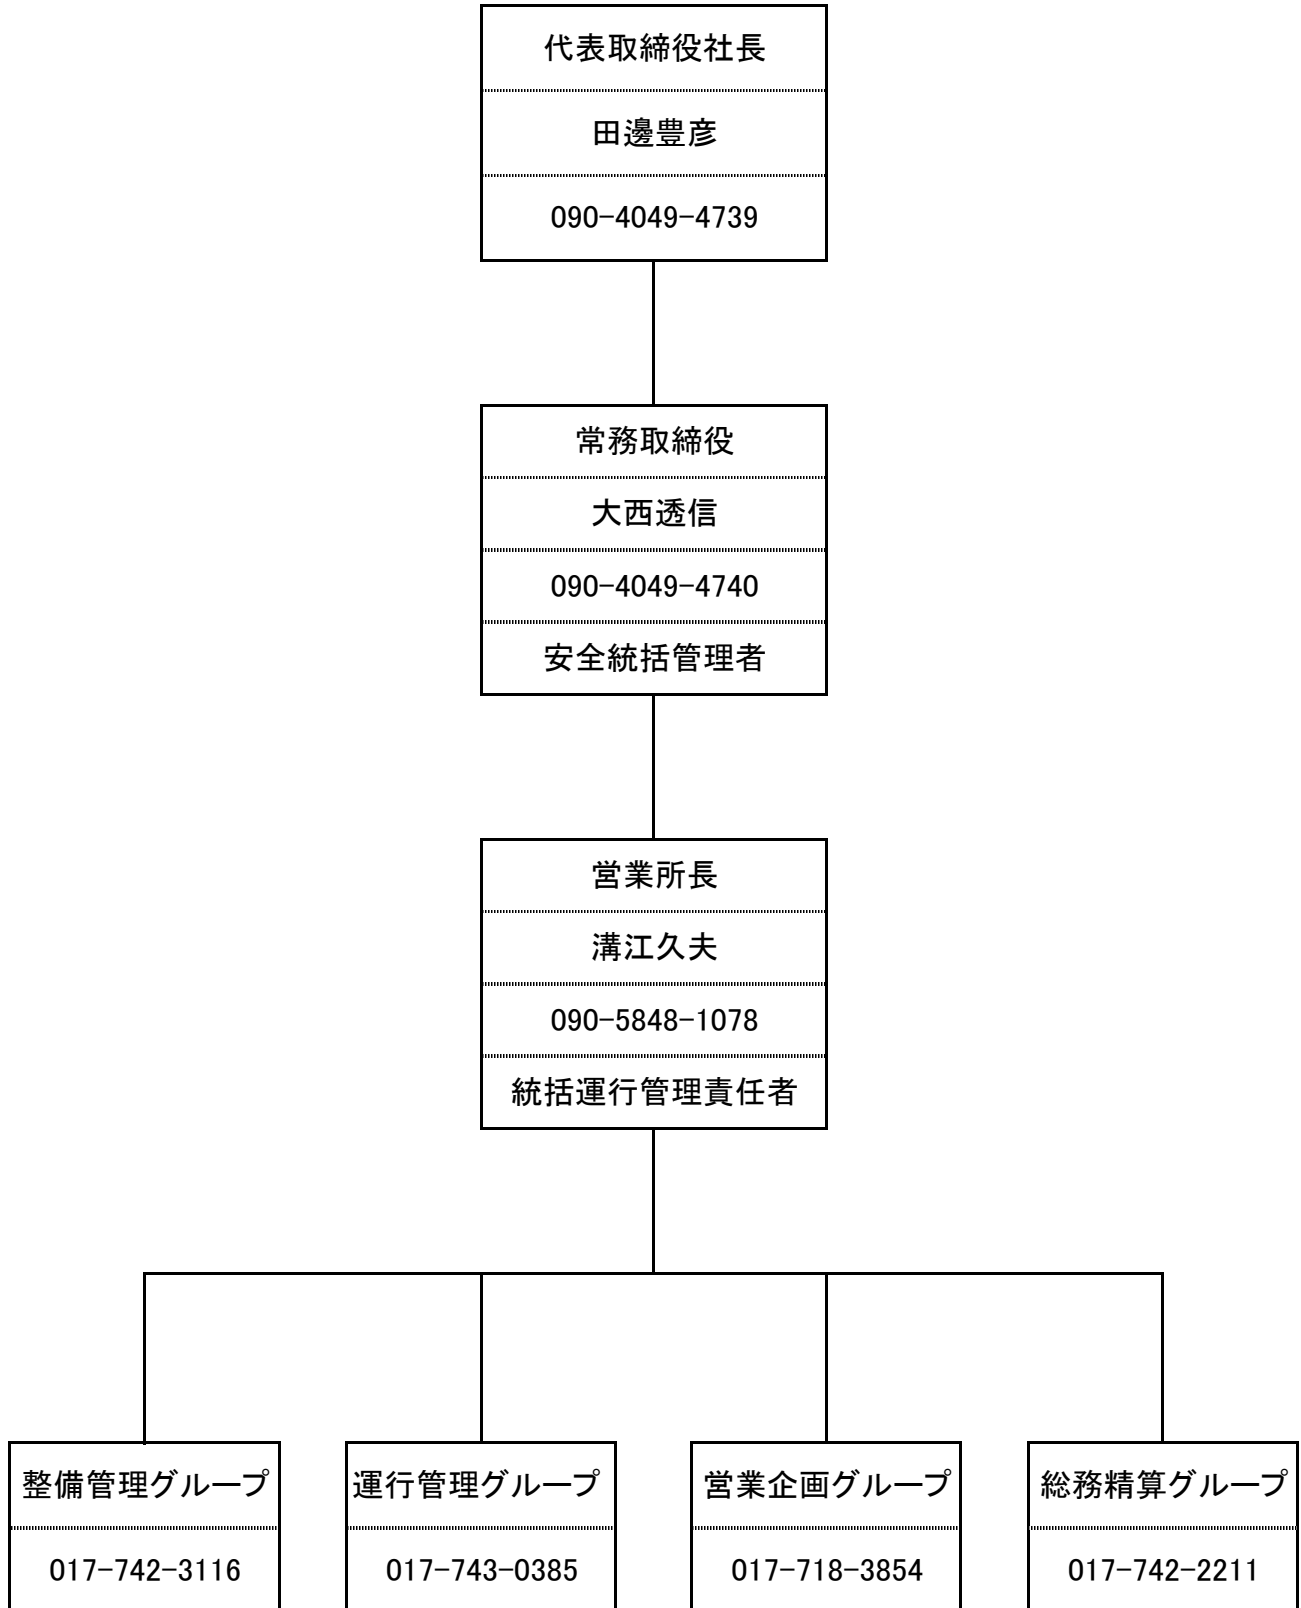 代表取締役社長
田邊豊彦
090-4049-4739
常務取締役
大西透信
090-4049-4740
安全統括管理者
営業所長
溝江久夫
090-5848-1078
統括運行管理責任者
整備管理グループ
017-742-3116
運行管理グループ
017-743-0385
営業企画グループ
017-718-3854
総務精算グループ
017-742-2211